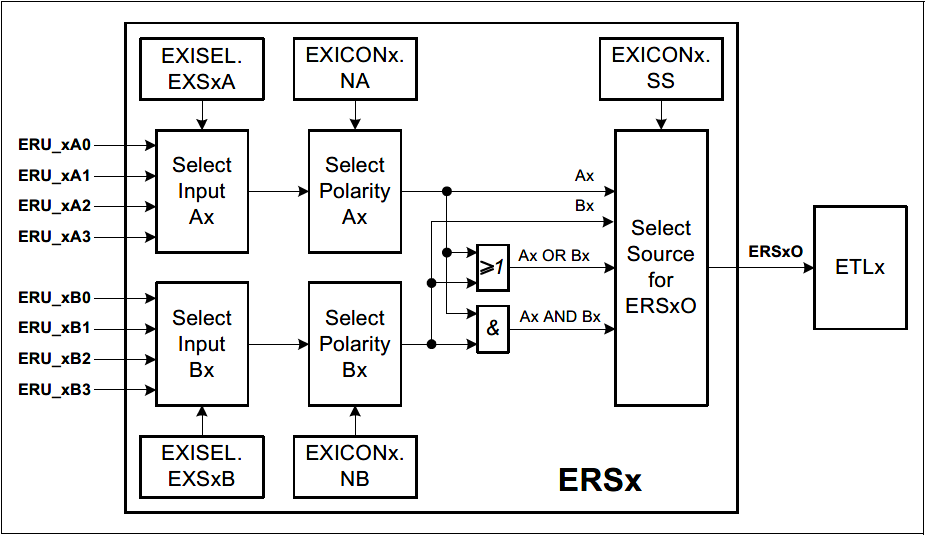 EXISEL.
EXSxA
EXICONx.
NA
EXICONx.
SS
ERU_xA0
ERU_xA1
ERU_xA2
ERU_xA3
Select
Input
Ax
Select
Polarity
Ax
Ax
Bx
⩾1
Ax OR Bx
&
Ax AND Bx
Select
Source
for
ERSxO
ERSxO
ETLx
ERU_xB0
ERU_xB1
ERU_xB2
ERU_xB3
Select
Input
Bx
Select
Polarity
Bx
EXISEL.
EXSxB
EXICONx.
NB
ERSx